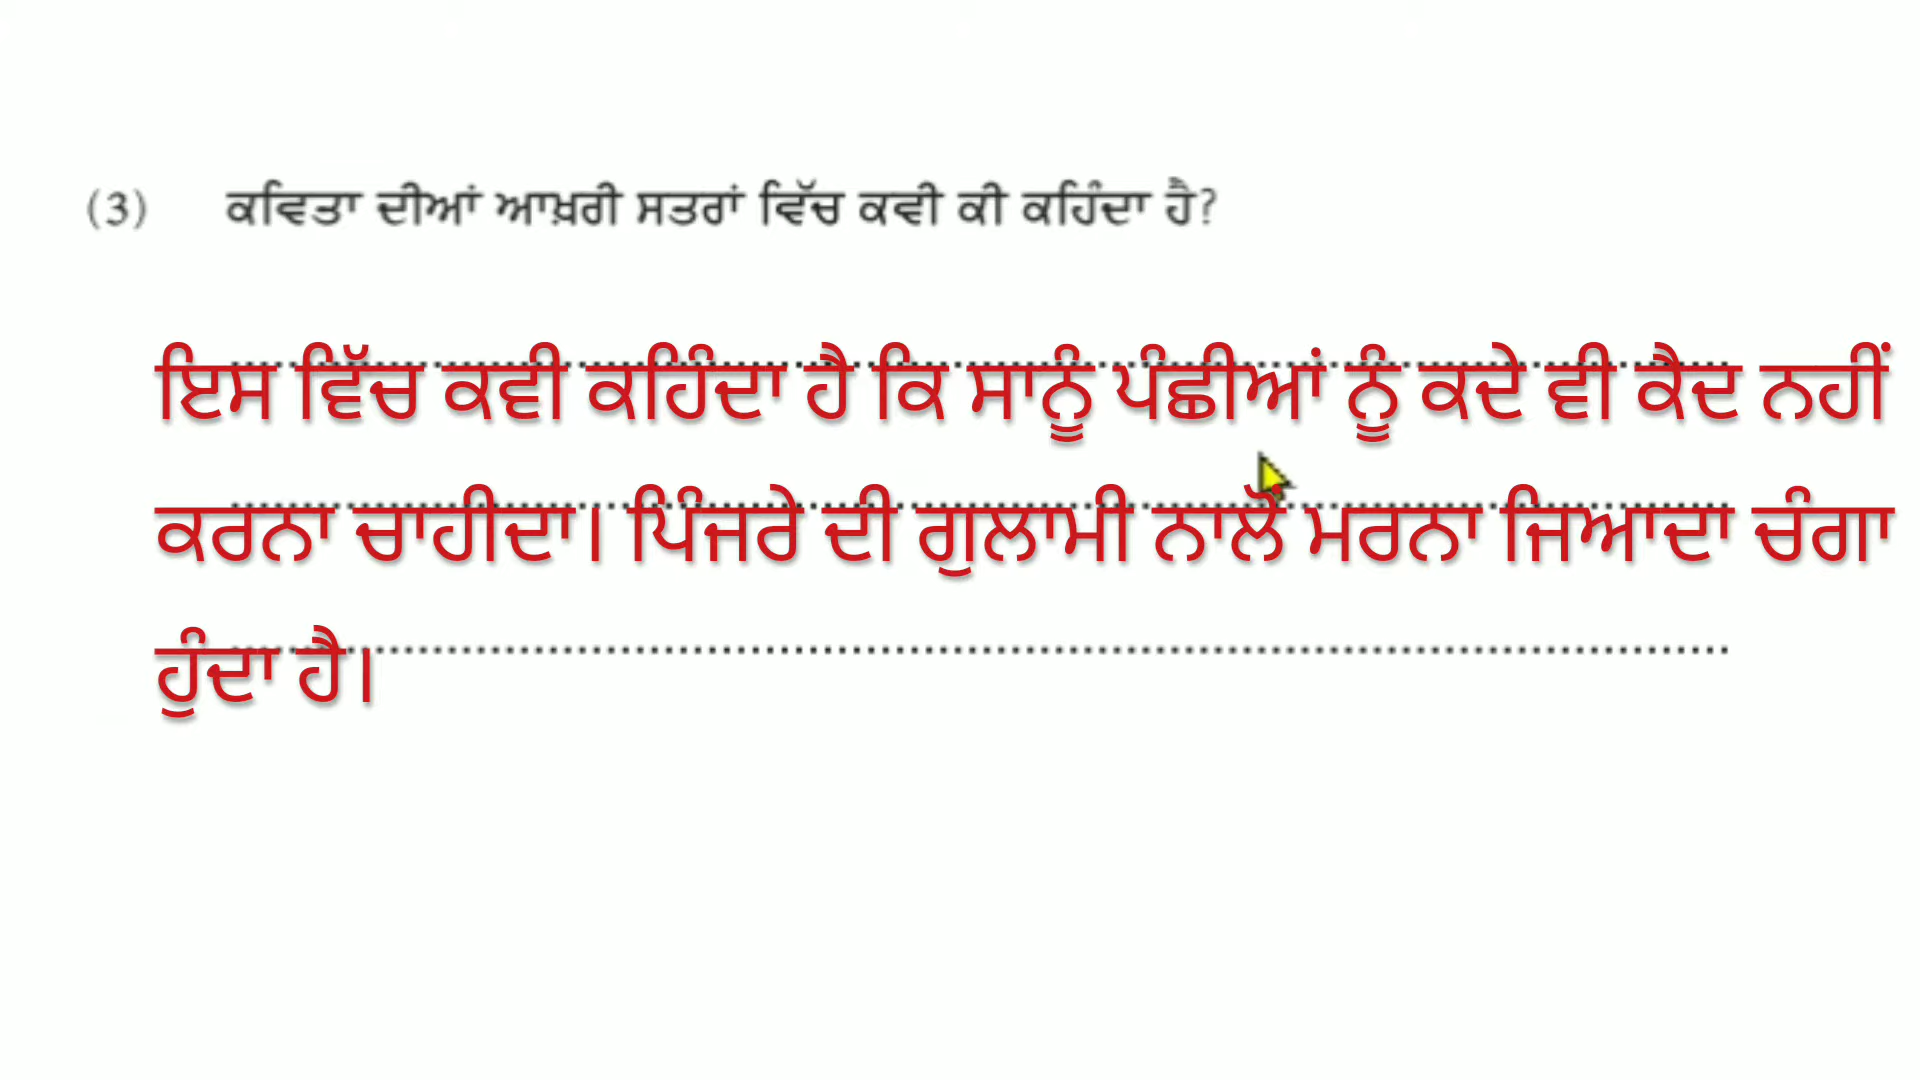 (3) ਕਵਿਤਾ ਦੀਆਂ ਆਖ਼ਰੀ ਸਤਰਾਂ ਵਿੱਚ ਕਵੀ ਕੀ ਕਹਿੰਦਾ ਹੈ?
ਇਸ ਵਿੱਚ ਕਵੀ ਕਹਿੰਦਾ ਹੈ ਕਿ ਸਾਨੂੰ ਪੰਛੀਆਂ ਨੂੰ ਕਦੇ ਵੀ ਕੈਦ ਨਹੀਂ
ਕਰਨਾ ਚਾਹੀਦਾ। ਪਿੰਜਰੇ ਦੀ ਗੁਲਾਮੀ ਨਾਲੋਂ ਮਰਨਾ ਜਿਆਦਾ ਚੰਗਾ
ਹੁੰਦਾ ਹੈ।